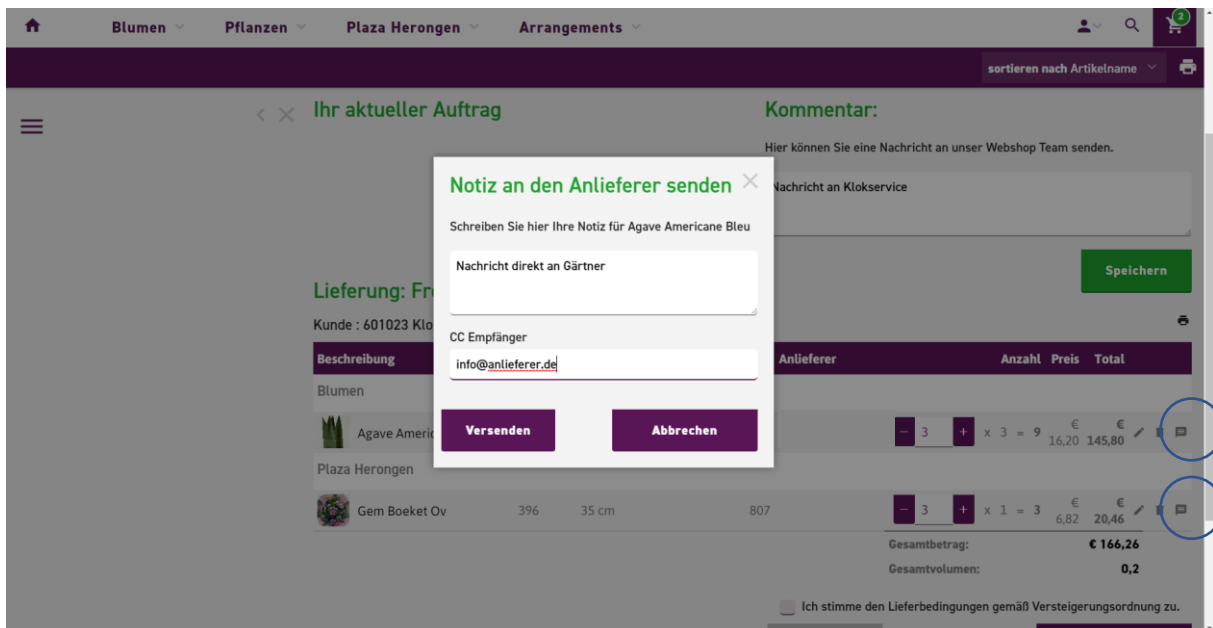 Blumen Pflanzen Plaza Herongen Arrangements 2
sortieren nach Artikelname
Ihr aktueller Auftrag
Kommentar:
Hier können Sie eine Nachricht an unser Webshop Team senden.
Nachricht an Klokservice
Speichern
Notiz an den Anlieferer senden
Schreiben Sie hier Ihre Notiz für Agave Americane Bleu
Nachricht direkt an Gärtner
CC Empfänger
info@anlieferer.de
Versenden Abbrechen
Lieferung:
Kunde : 601023
Beschreibung Anlieferer Anzahl Preis Total
Blumen
Agave 3 x 3 = 9 € 16,20 € 145,80
Plaza Herongen
Gem Boeket Ov 396 35 cm 807 3 x 1 = 3 € 6,82 € 20,46
Gesamtbetrag: € 166,26
Gesamtvolumen: 0,2
Ich stimme den Lieferbedingungen gemäß Versteigerungsordnung zu.